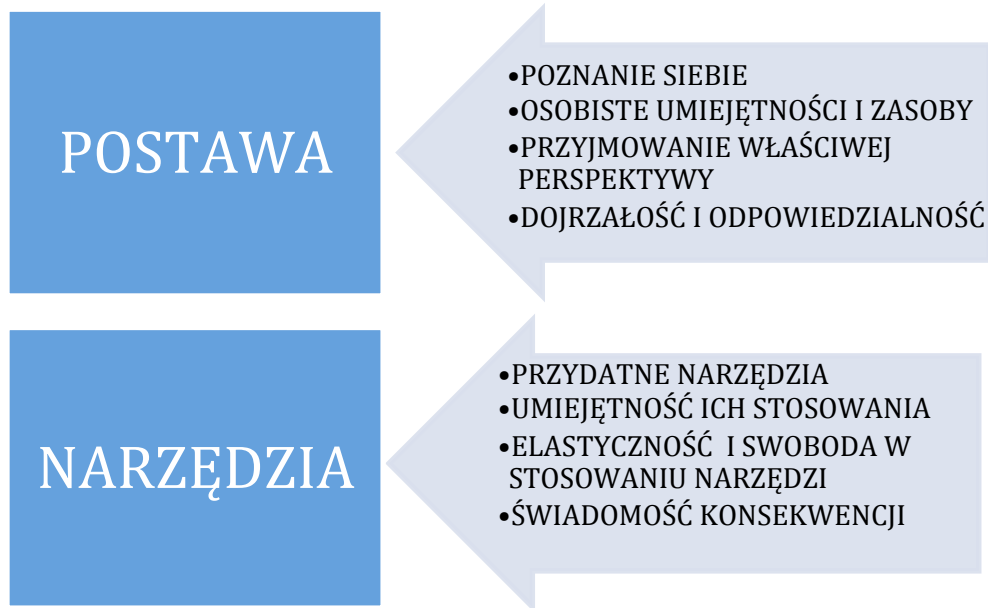 POSTAWA
•POZNANIE SIEBIE
•OSOBISTE UMIEJĘTNOŚCI I ZASOBY
•PRZYJMOWANIE WŁAŚCIWEJ
PERSPEKTYWY
•DOJRZAŁOŚĆ I ODPOWIEDZIALNOŚĆ
NARZĘDZIA
•PRZYDATNE NARZĘDZIA
•UMIEJĘTNOŚĆ ICH STOSOWANIA
•ELASTYCZNOŚĆ  I SWOBODA W
STOSOWANIU NARZĘDZI
•ŚWIADOMOŚĆ KONSEKWENCJI